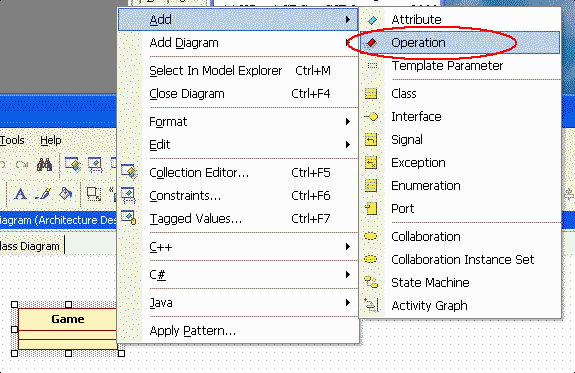 Add
Add Diagram
Select In Model Explorer Ctrl+M
Close Diagram Ctrl+F4
Format
Edit
Collection Editor... Ctrl+F5
Constraints... Ctrl+F6
Tagged Values... Ctrl+F7
C++
C#
Java
Apply Pattern...
Attribute
Operation
Template Parameter
Class
Interface
Signal
Exception
Enumeration
Port
Collaboration
Collaboration Instance Set
State Machine
Activity Graph
Tools Help
iagram (Architecture Des
lass Diagram
Game